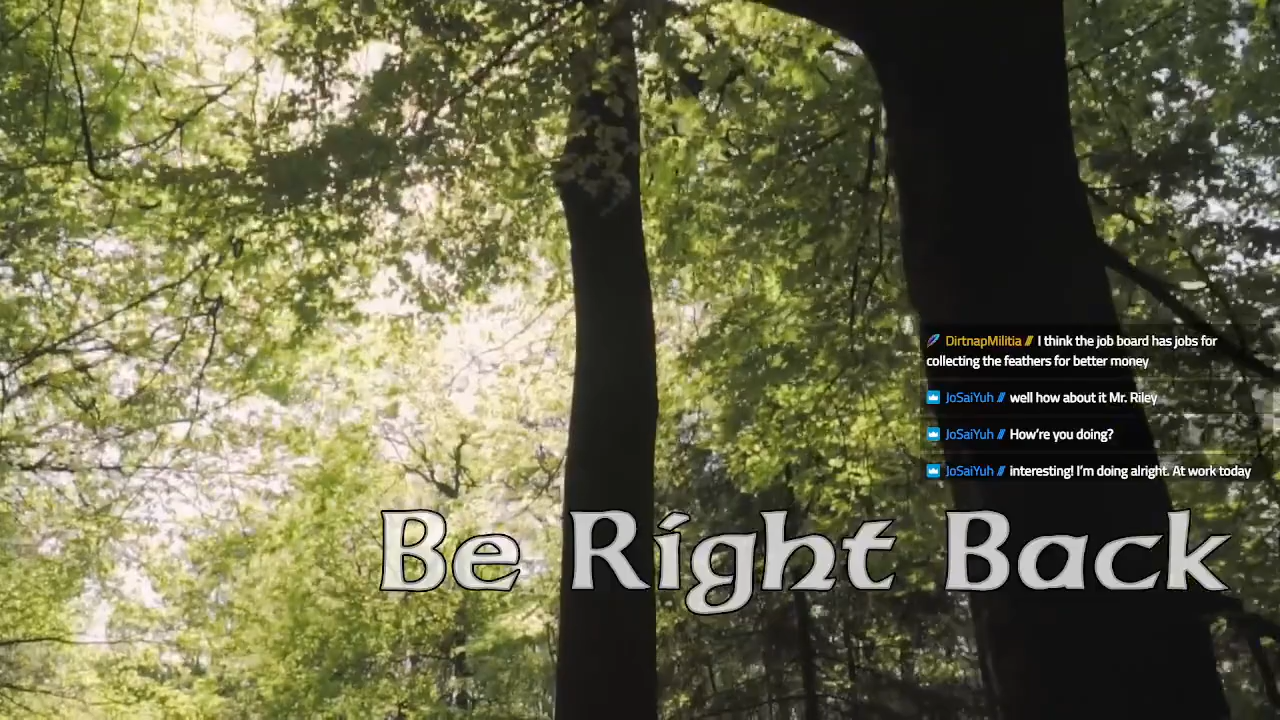 DirtnapMilitia // I think the job board has jobs for
collecting the feathers for better money
JoSaiYuh // well how about it Mr. Riley
JoSaiYuh // How're you doing?
JoSaiYuh // interesting! I'm doing alright. At work today
Be Right Back